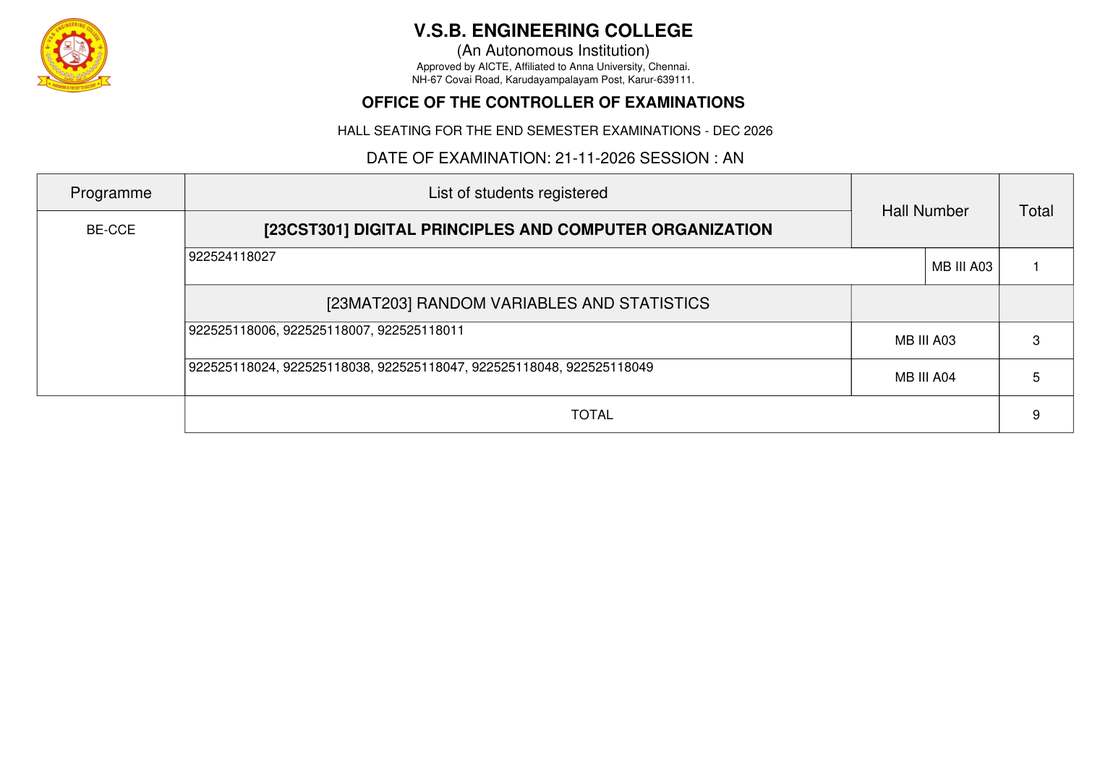 V.S.B. ENGINEERING COLLEGE
(An Autonomous Institution)
Approved by AICTE, Affiliated to Anna University, Chennai.
NH-67 Covai Road, Karudayampalayam Post, Karur-639111.
OFFICE OF THE CONTROLLER OF EXAMINATIONS
HALL SEATING FOR THE END SEMESTER EXAMINATIONS - DEC 2026
DATE OF EXAMINATION: 21-11-2026 SESSION : AN
Programme List of students registered Hall Number Total
BE-CCE [23CST301] DIGITAL PRINCIPLES AND COMPUTER ORGANIZATION
922524118027 MB III A03 1
[23MAT203] RANDOM VARIABLES AND STATISTICS
922525118006, 922525118007, 922525118011 MB III A03 3
922525118024, 922525118038, 922525118047, 922525118048, 922525118049 MB III A04 5
TOTAL 9